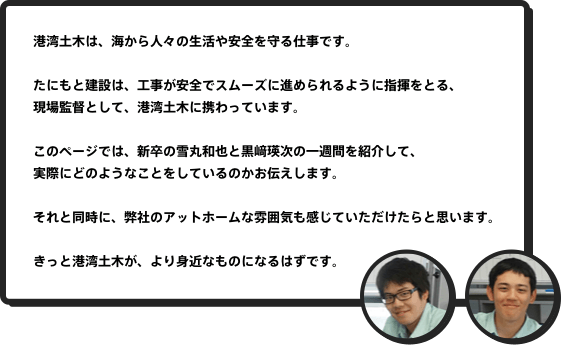 港湾土木は、海から人々の生活や安全を守る仕事です。
たにもと建設は、工事が安全でスムーズに進められるように指揮をとる、
現場監督として、港湾土木に携わっています。
このページでは、新卒の雪丸和也と黒﨑瑛次の一週間を紹介して、
実際にどのようなことをしているのかお伝えします。
それと同時に、弊社のアットホームな雰囲気も感じていただけたらと思います。
きっと港湾土木が、より身近なものになるはずです。